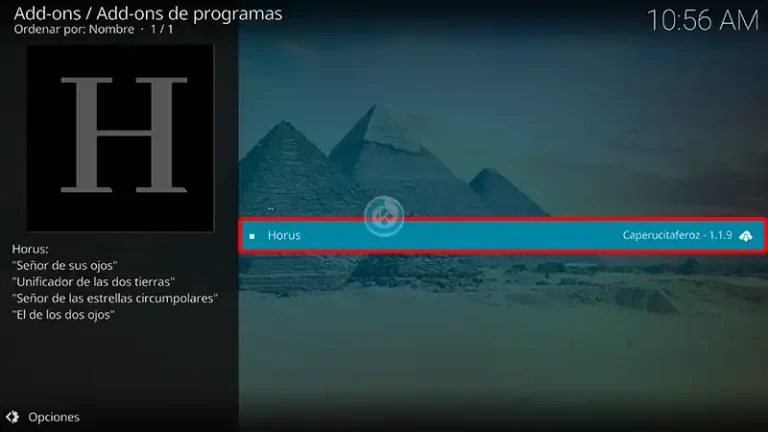 Add-ons / Add-ons de programas
Ordenar por: Nombre · 1 / 1
10:56 AM
H
..
Horus
Caperucitaferoz - 1.1.9
Horus:
"Señor de sus ojos"
"Unificador de las dos tierras"
"Señor de las estrellas circumpolares"
"El de los dos ojos"
Opciones